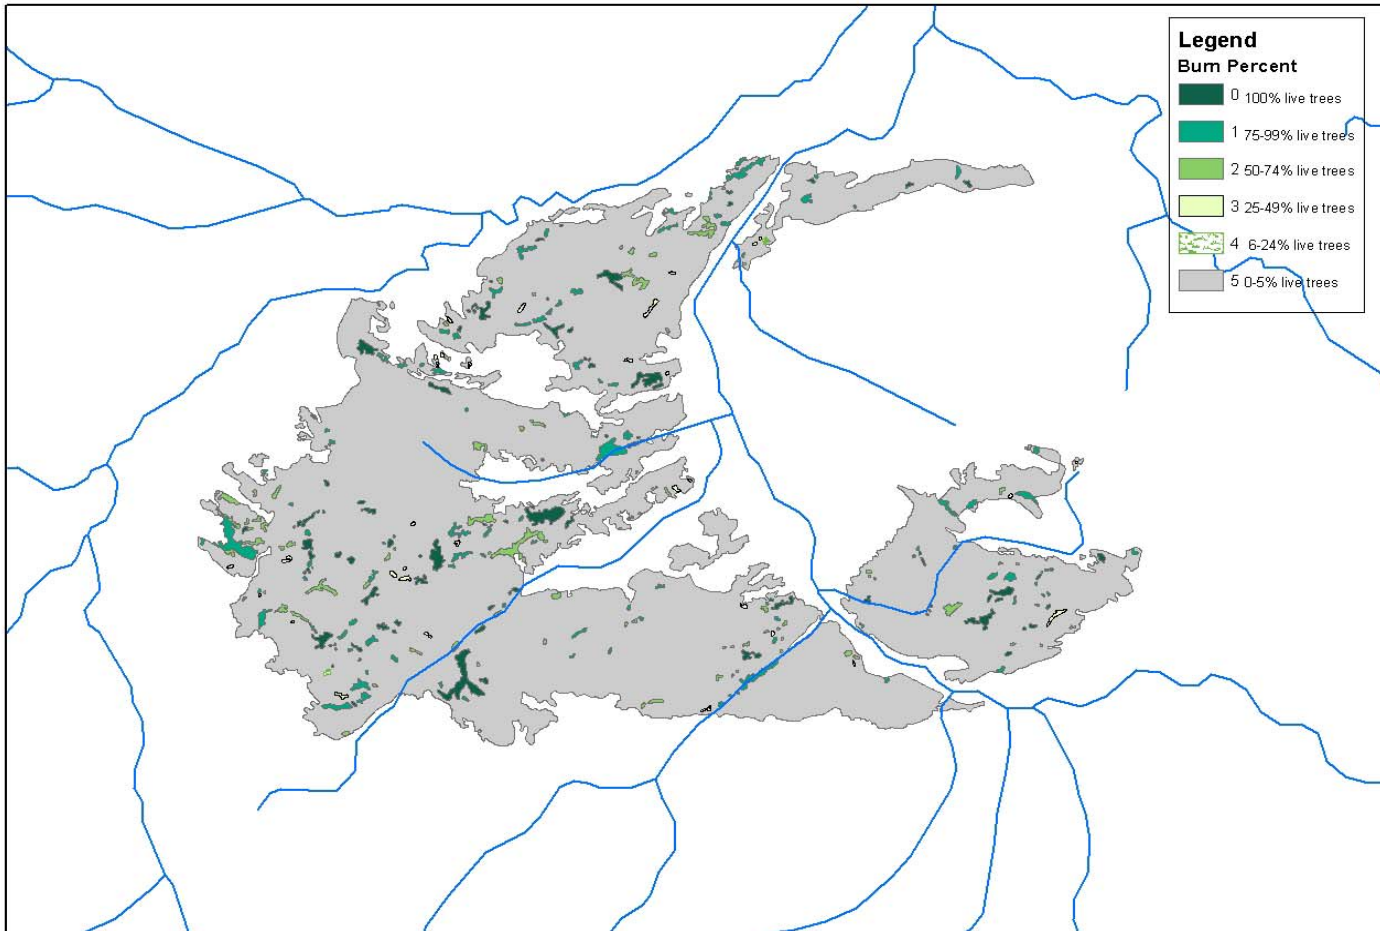 Legend
Burn Percent
0 100% live trees
1 75-99% live trees
2 50-74% live trees
3 25-49% live trees
4 6-24% live trees
5 0-5% live trees